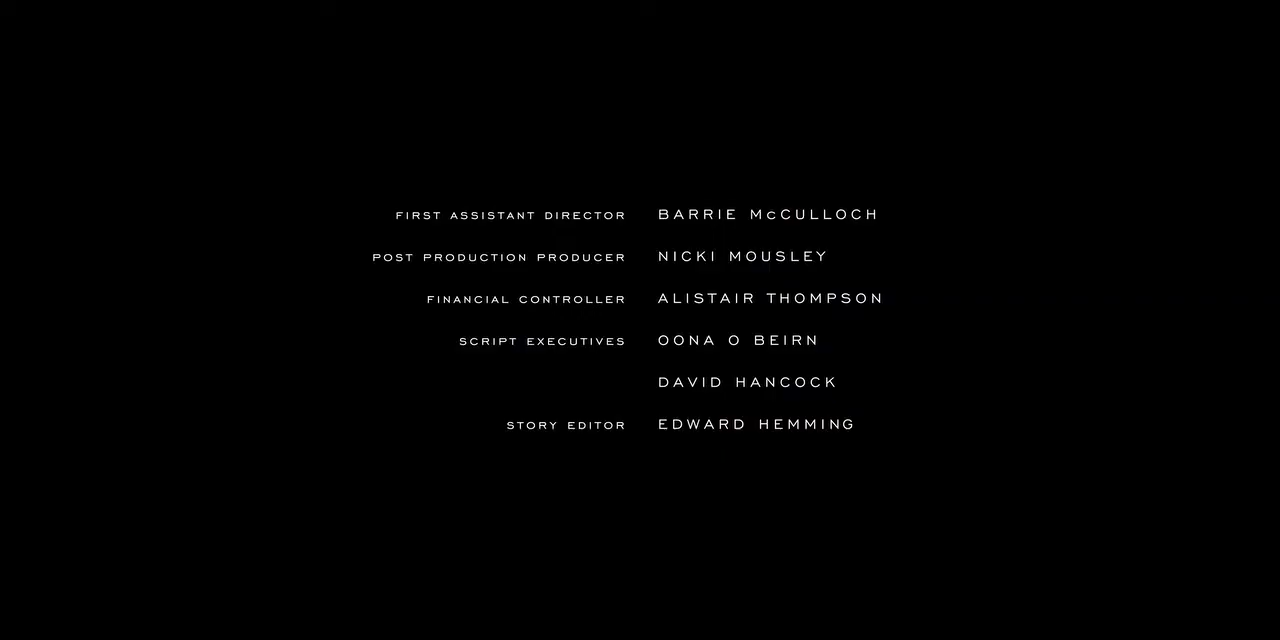 FIRST ASSISTANT DIRECTOR BARRIE McCULLOCH
POST PRODUCTION PRODUCER NICKI MOUSLEY
FINANCIAL CONTROLLER ALISTAIR THOMPSON
SCRIPT EXECUTIVES OONA O BEIRN
DAVID HANCOCK
STORY EDITOR EDWARD HEMMING